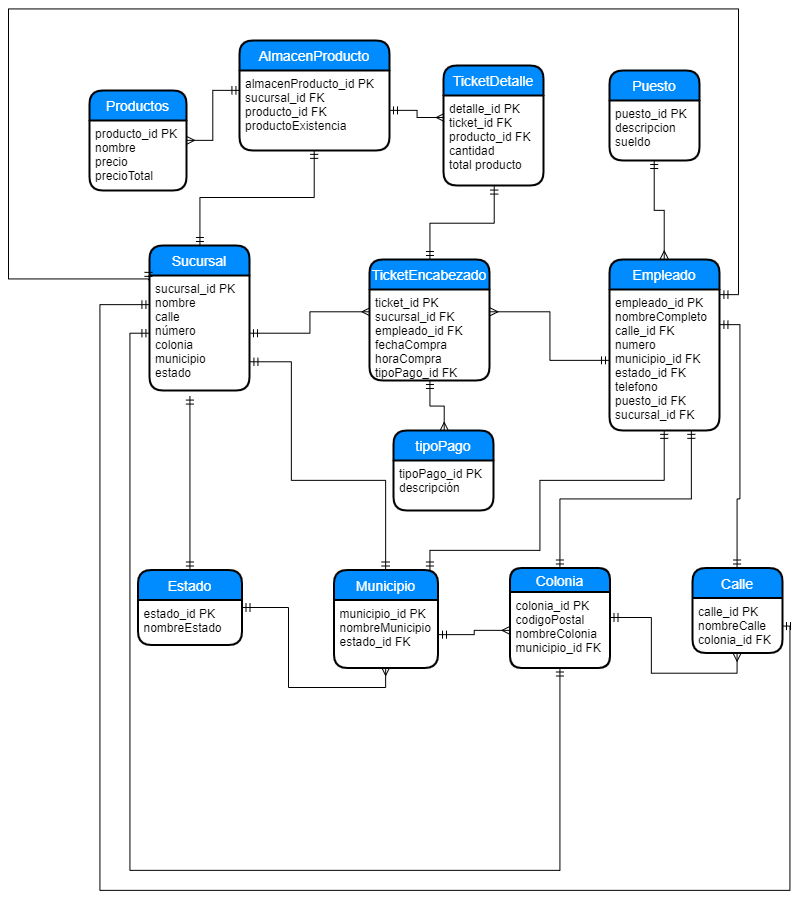 AlmacenProducto
almacenProducto_id PK
sucursal_id FK
producto_id FK
productoExistencia
TicketDetalle
detalle_id PK
ticket_id FK
producto_id FK
cantidad
total producto
Puesto
puesto_id PK
descripcion
sueldo
Productos
producto_id PK
nombre
precio
precioTotal
Sucursal
sucursal_id PK
nombre
calle
número
colonia
municipio
estado
TicketEncabezado
ticket_id PK
sucursal_id FK
empleado_id FK
fechaCompra
horaCompra
tipoPago_id FK
Empleado
empleado_id PK
nombreCompleto
calle_id FK
numero
municipio_id FK
estado_id FK
telefono
puesto_id FK
sucursal_id FK
tipoPago
tipoPago_id PK
descripción
Estado
estado_id PK
nombreEstado
Municipio
municipio_id PK
nombreMunicipio
estado_id FK
Colonia
colonia_id PK
codigoPostal
nombreColonia
municipio_id FK
Calle
calle_id PK
nombreCalle
colonia_id FK